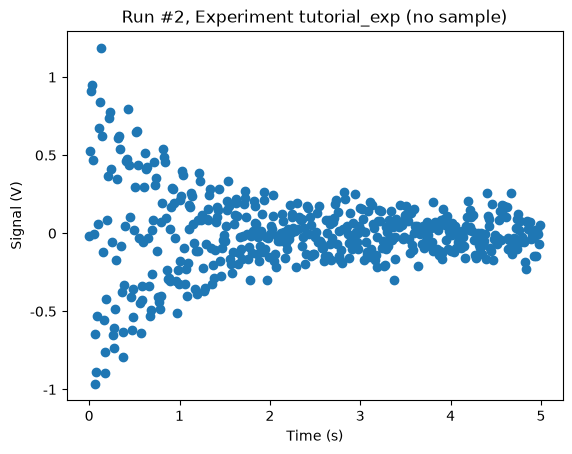 Run #2, Experiment tutorial_exp (no sample)
1
0.5
0
-0.5
-1
Signal (V)
0 1 2 3 4 5
Time (s)